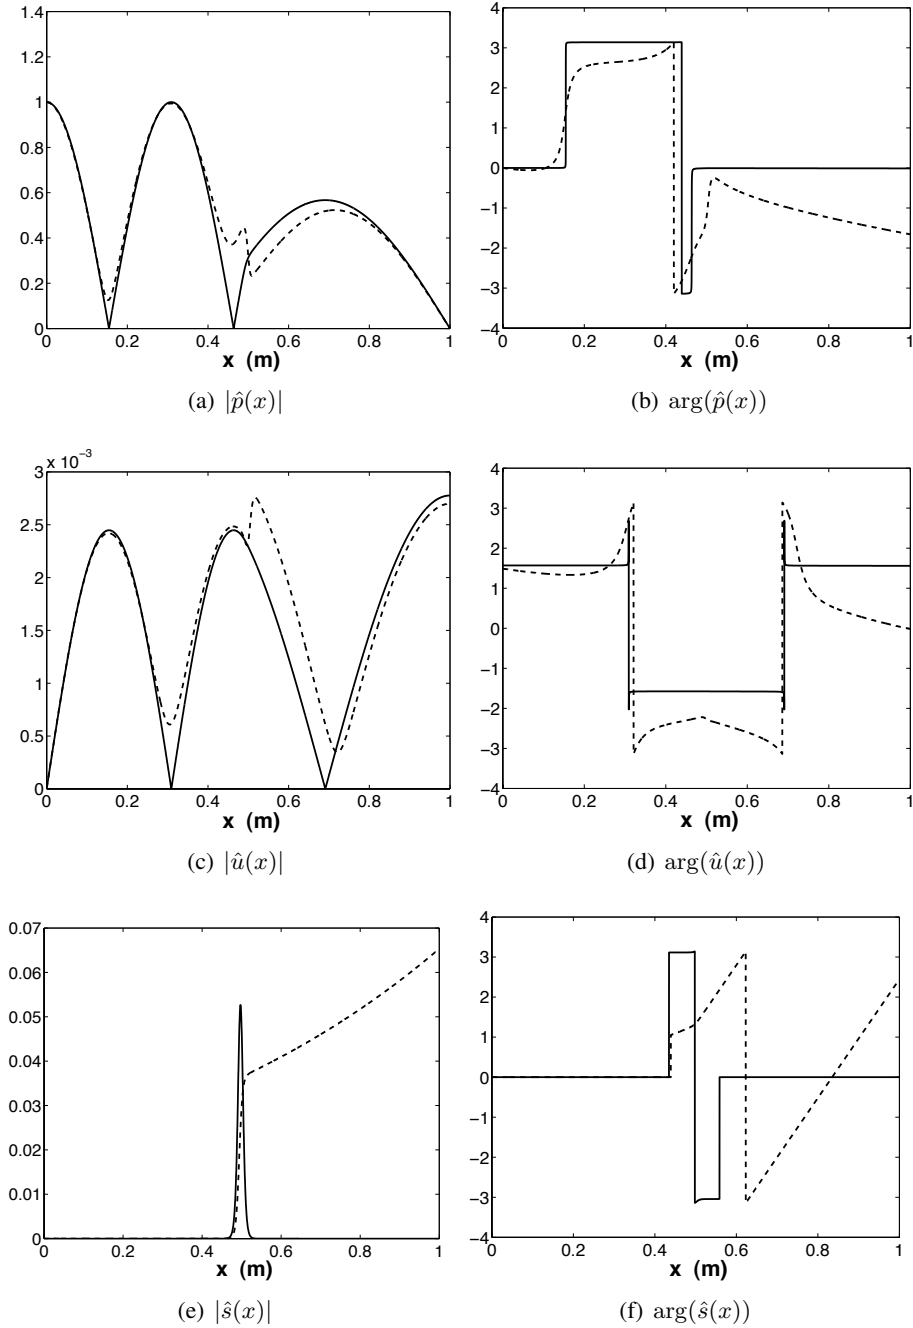 1.4
1.2
1
0.8
0.6
0.4
0.2
0
0 0.2 0.4 0.6 0.8 1
x (m)
(a) |p̂(x)|
4
3
2
1
0
−1
−2
−3
−4
0 0.2 0.4 0.6 0.8 1
x (m)
(b) arg(p̂(x))
x 10⁻³
3
2.5
2
1.5
1
0.5
0
0 0.2 0.4 0.6 0.8 1
x (m)
(c) |û(x)|
4
3
2
1
0
−1
−2
−3
−4
0 0.2 0.4 0.6 0.8 1
x (m)
(d) arg(û(x))
0.07
0.06
0.05
0.04
0.03
0.02
0.01
0
0 0.2 0.4 0.6 0.8 1
x (m)
(e) |ŝ(x)|
4
3
2
1
0
−1
−2
−3
−4
0 0.2 0.4 0.6 0.8 1
x (m)
(f) arg(ŝ(x))